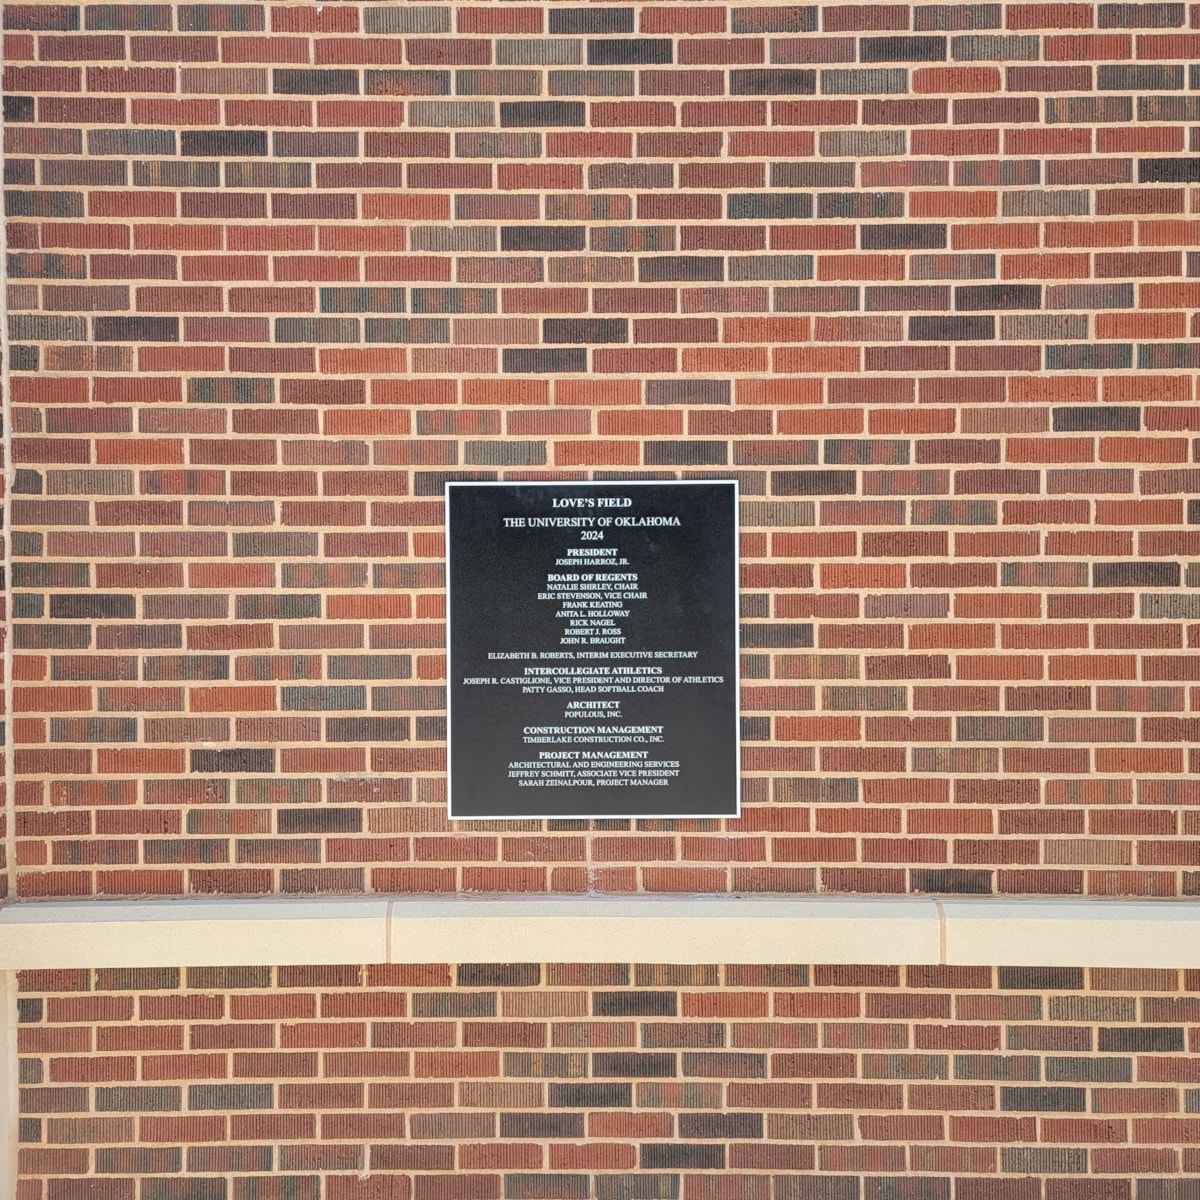 LOVE'S FIELD
THE UNIVERSITY OF OKLAHOMA
2024
PRESIDENT
JOSEPH HARROZ, JR.
BOARD OF REGENTS
NATALIE SHIRLEY, CHAIR
ERIC STEVENSON, VICE CHAIR
FRANK KEATING
ANITA L. HOLLOWAY
RICK NAGEL
ROBERT J. ROSS
JOHN R. BRAUGHT
ELIZABETH B. ROBERTS, INTERIM EXECUTIVE SECRETARY
INTERCOLLEGIATE ATHLETICS
JOSEPH R. CASTIGLIONE, VICE PRESIDENT AND DIRECTOR OF ATHLETICS
PATTY GASSO, HEAD SOFTBALL COACH
ARCHITECT
POPULOUS, INC.
CONSTRUCTION MANAGEMENT
TIMBERLAKE CONSTRUCTION CO., INC.
PROJECT MANAGEMENT
ARCHITECTURAL AND ENGINEERING SERVICES
JEFFREY SCHMITT, ASSOCIATE VICE PRESIDENT
SARAH ZEINALPOUR, PROJECT MANAGER